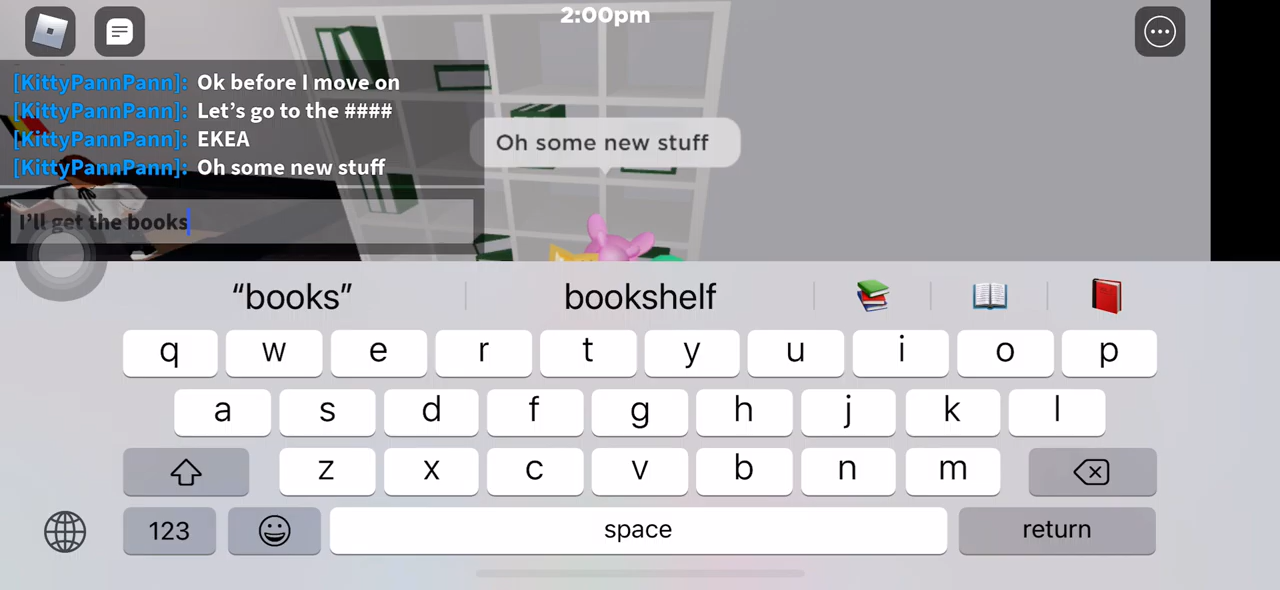 2:00pm
[KittyPannPann]: Ok before I move on
[KittyPannPann]: Let’s go to the ####
[KittyPannPann]: EKEA
[KittyPannPann]: Oh some new stuff
Oh some new stuff
I’ll get the books
“books” bookshelf
q w e r t y u i o p
a s d f g h j k l
z x c v b n m
123 space return